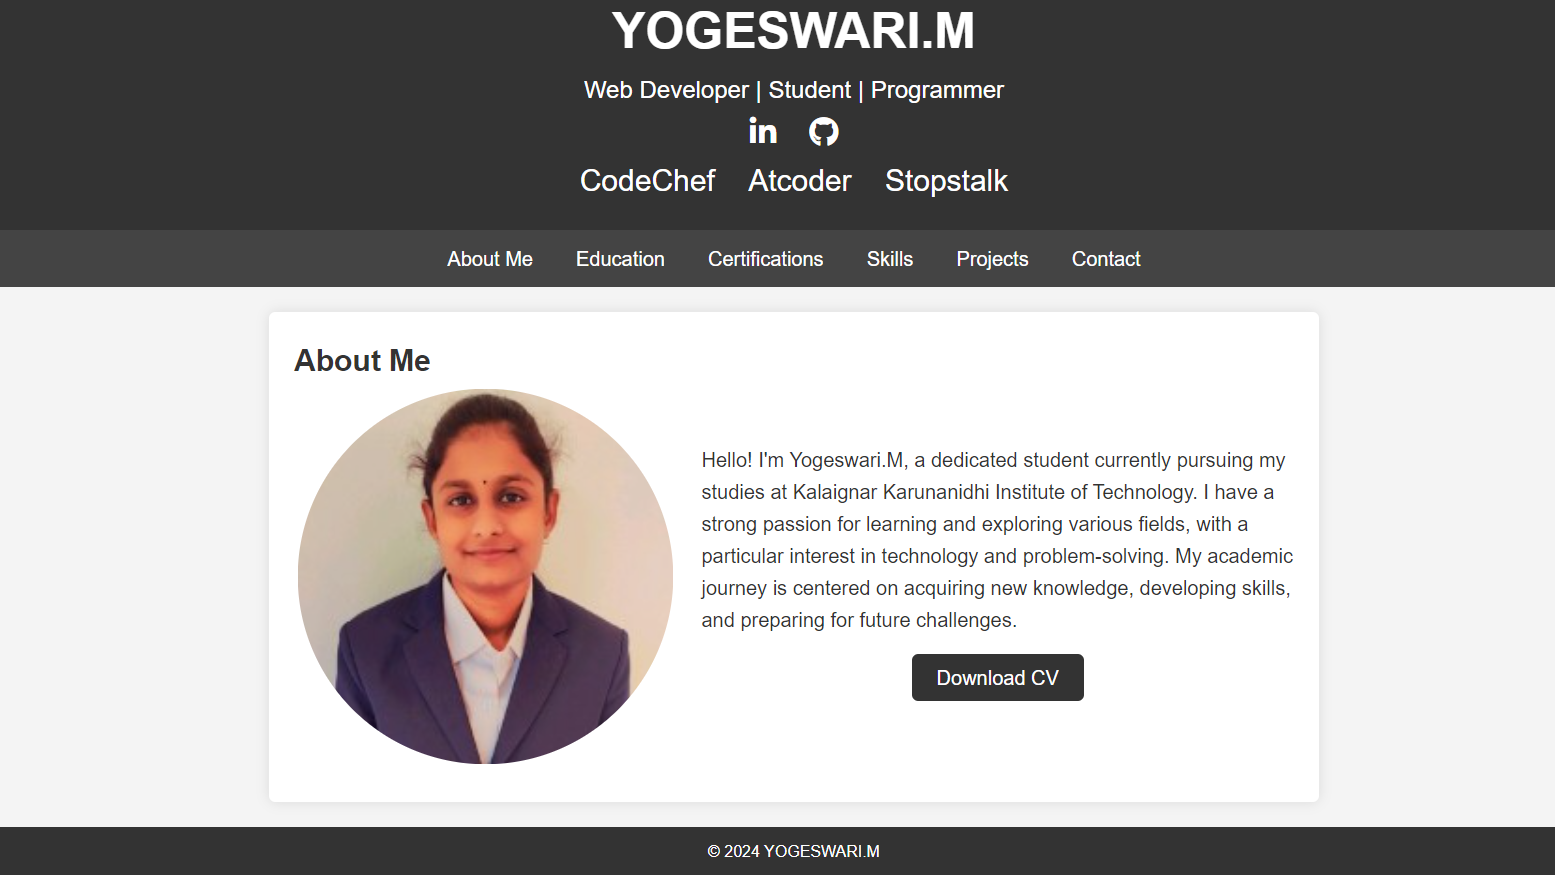 YOGESWARI.M
Web Developer | Student | Programmer
in
CodeChef Atcoder Stopstalk
About Me Education Certifications Skills Projects Contact
About Me
Hello! I'm Yogeswari.M, a dedicated student currently pursuing my
studies at Kalaignar Karunanidhi Institute of Technology. I have a
strong passion for learning and exploring various fields, with a
particular interest in technology and problem-solving. My academic
journey is centered on acquiring new knowledge, developing skills,
and preparing for future challenges.
Download CV
© 2024 YOGESWARI.M